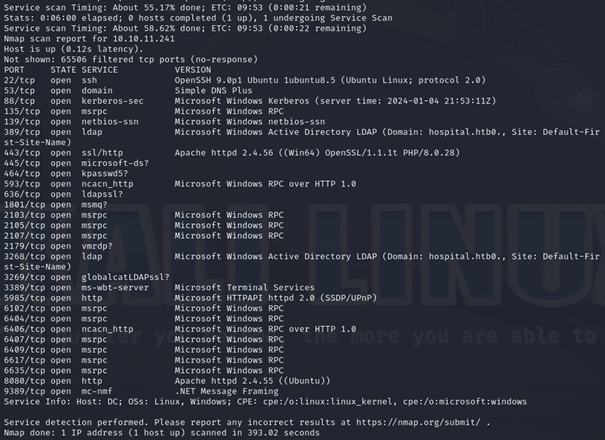 Service scan Timing: About 55.17% done; ETC: 09:53 (0:00:21 remaining)
Stats: 0:06:00 elapsed; 0 hosts completed (1 up), 1 undergoing Service Scan
Service scan Timing: About 58.62% done; ETC: 09:53 (0:00:22 remaining)
Nmap scan report for 10.10.11.241
Host is up (0.12s latency).
Not shown: 65506 filtered tcp ports (no-response)
PORT STATE SERVICE VERSION
22/tcp open ssh OpenSSH 9.0p1 Ubuntu 1ubuntu8.5 (Ubuntu Linux; protocol 2.0)
53/tcp open domain Simple DNS Plus
88/tcp open kerberos-sec Microsoft Windows Kerberos (server time: 2024-01-04 21:53:11Z)
135/tcp open msrpc Microsoft Windows RPC
139/tcp open netbios-ssn Microsoft Windows netbios-ssn
389/tcp open ldap Microsoft Windows Active Directory LDAP (Domain: hospital.htb0., Site: Default-Fir
st-Site-Name)
443/tcp open ssl/http Apache httpd 2.4.56 ((Win64) OpenSSL/1.1.1t PHP/8.0.28)
445/tcp open microsoft-ds?
464/tcp open kpasswd5?
593/tcp open ncacn_http Microsoft Windows RPC over HTTP 1.0
636/tcp open ldapssl?
1801/tcp open msmq?
2103/tcp open msrpc Microsoft Windows RPC
2105/tcp open msrpc Microsoft Windows RPC
2107/tcp open msrpc Microsoft Windows RPC
2179/tcp open vmrdp?
3268/tcp open ldap Microsoft Windows Active Directory LDAP (Domain: hospital.htb0., Site: Default-Fir
st-Site-Name)
3269/tcp open globalcatLDAPssl?
3389/tcp open ms-wbt-server Microsoft Terminal Services
5985/tcp open http Microsoft HTTPAPI httpd 2.0 (SSDP/UPnP)
6102/tcp open msrpc Microsoft Windows RPC
6404/tcp open msrpc Microsoft Windows RPC
6406/tcp open ncacn_http Microsoft Windows RPC over HTTP 1.0
6407/tcp open msrpc Microsoft Windows RPC
6409/tcp open msrpc Microsoft Windows RPC
6617/tcp open msrpc Microsoft Windows RPC
6635/tcp open msrpc Microsoft Windows RPC
8080/tcp open http Apache httpd 2.4.55 ((Ubuntu))
9389/tcp open mc-nmf .NET Message Framing
Service Info: Host: DC; OSs: Linux, Windows; CPE: cpe:/o:linux:linux_kernel, cpe:/o:microsoft:windows
Service detection performed. Please report any incorrect results at https://nmap.org/submit/ .
Nmap done: 1 IP address (1 host up) scanned in 393.02 seconds
KALI LINUX
the more you are able to